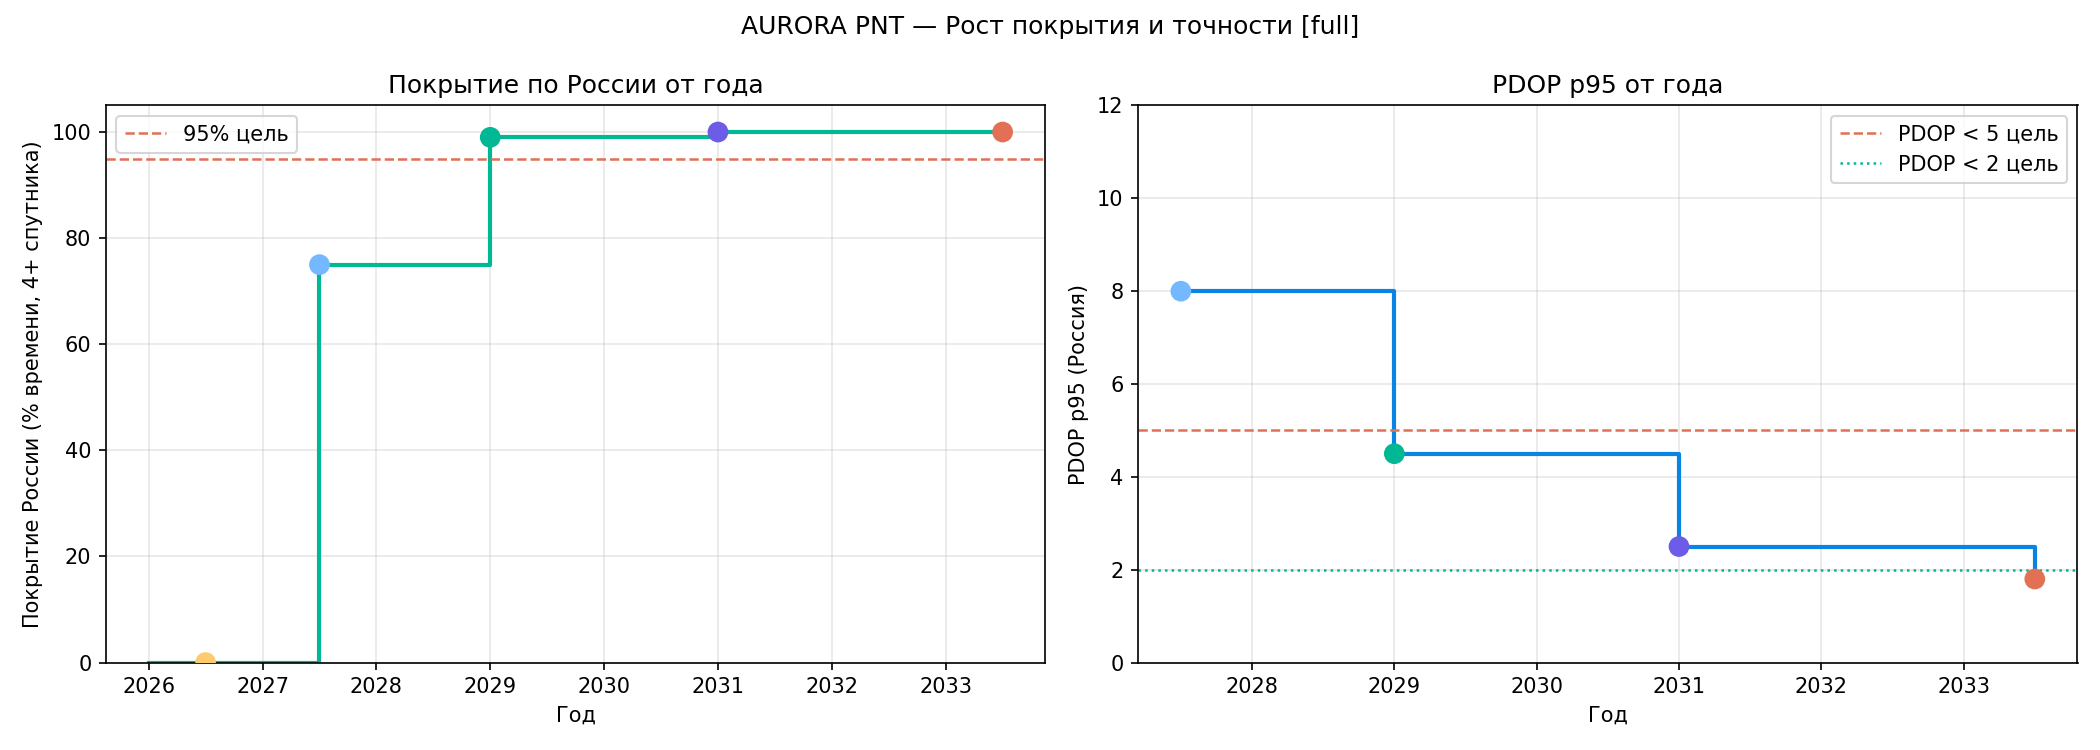 AURORA PNT — Рост покрытия и точности [full]
Покрытие по России от года
95% цель
Покрытие России (% времени, 4+ спутника)
100
80
60
40
20
0
2026 2027 2028 2029 2030 2031 2032 2033
Год
PDOP p95 от года
PDOP < 5 цель
PDOP < 2 цель
PDOP p95 (Россия)
12
10
8
6
4
2
0
2028 2029 2030 2031 2032 2033
Год